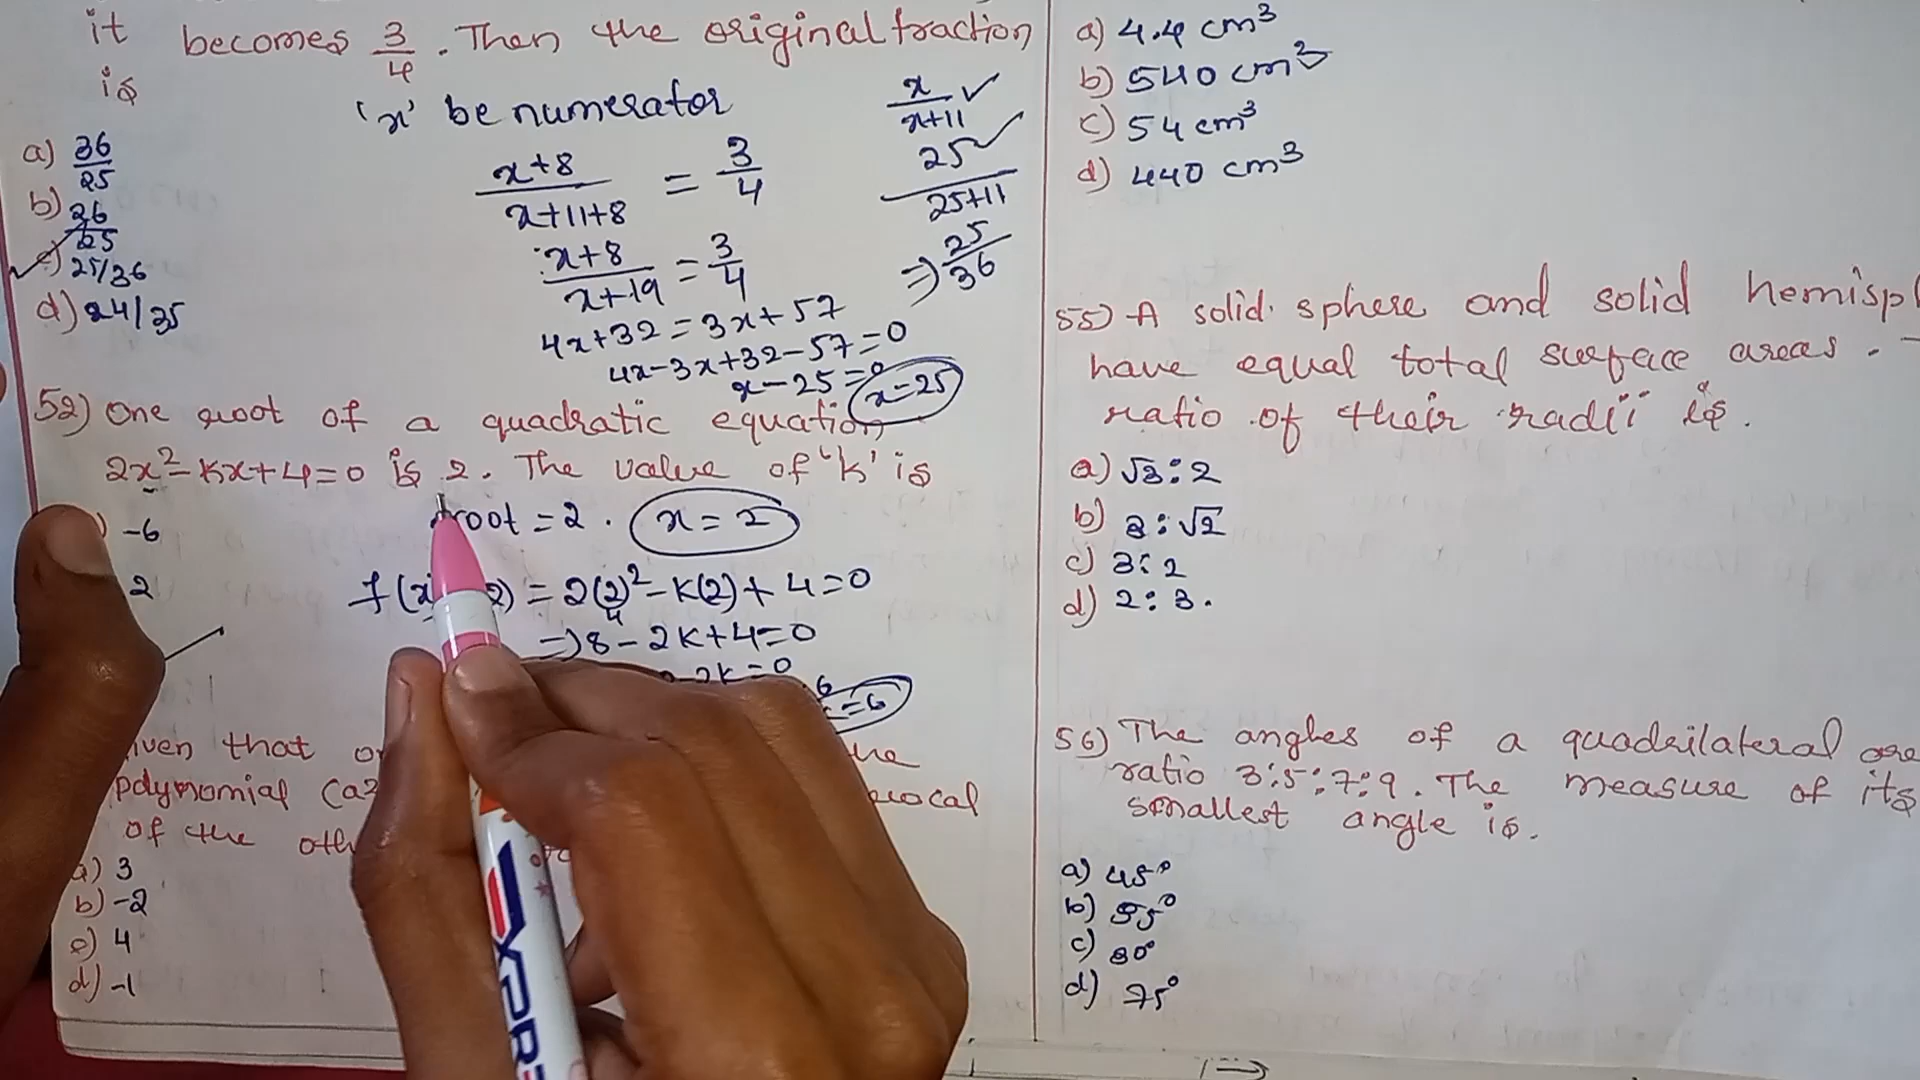 it becomes 3/4. Then the original fraction
is
'x' be numerator
x/x+11
a) 36/25
b) 26/25
c) 25/36
d) 24/35
x+8/x+11+8 = 3/4
x+8/x+19 = 3/4
4x+32=3x+57
4x-3x+32-57=0
x-25=0
x-25
25/25+11
=>25/36
52) One root of a quadratic equation
2x²-kx+4=0 is 2. The value of 'k' is
-6
2
root = 2. x = 2
= 2(2)²-k(2)+4=0
4
=>8-2k+4=0
-2k=0
=6
iven that
polynomial
of the
a) 3
b) -2
c) 4
d) -1
a) 4.4 cm³
b) 540 cm³
c) 54 cm³
d) 440 cm³
55) A solid sphere and solid hemisp
have equal total surface areas.
ratio of their radii is.
a) √3:2
b) 3:√2
c) 3:2
d) 2:3.
56) The angles of a quadrilateral are
ratio 3:5:7:9. The measure of its
smallest angle is.
a) 45°
b) 55°
c) 80°
d) 75°